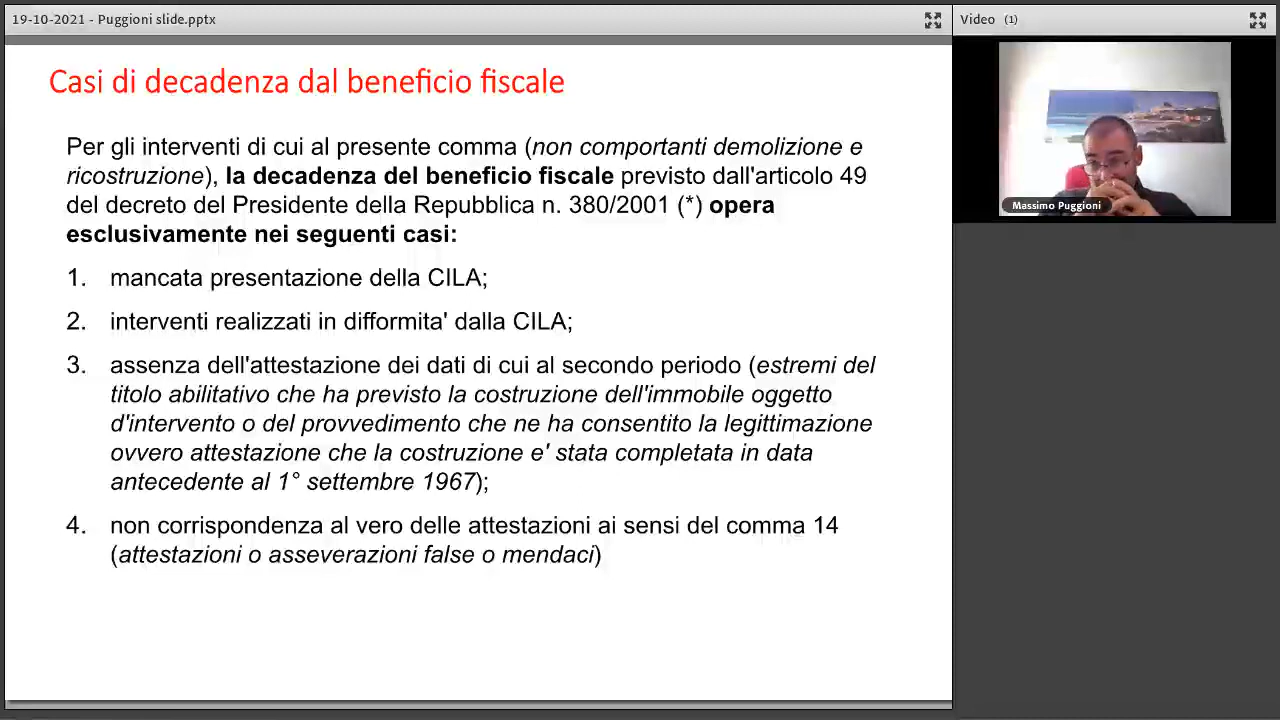 19-10-2021 - Puggioni slide.pptx
Video (1)
Casi di decadenza dal beneficio fiscale
Per gli interventi di cui al presente comma (non comportanti demolizione e
ricostruzione), la decadenza del beneficio fiscale previsto dall'articolo 49
del decreto del Presidente della Repubblica n. 380/2001 (*) opera
esclusivamente nei seguenti casi:
1. mancata presentazione della CILA;
2. interventi realizzati in difformita' dalla CILA;
3. assenza dell'attestazione dei dati di cui al secondo periodo (estremi del
titolo abilitativo che ha previsto la costruzione dell'immobile oggetto
d'intervento o del provvedimento che ne ha consentito la legittimazione
ovvero attestazione che la costruzione e' stata completata in data
antecedente al 1° settembre 1967);
4. non corrispondenza al vero delle attestazioni ai sensi del comma 14
(attestazioni o asseverazioni false o mendaci)
Massimo Puggioni